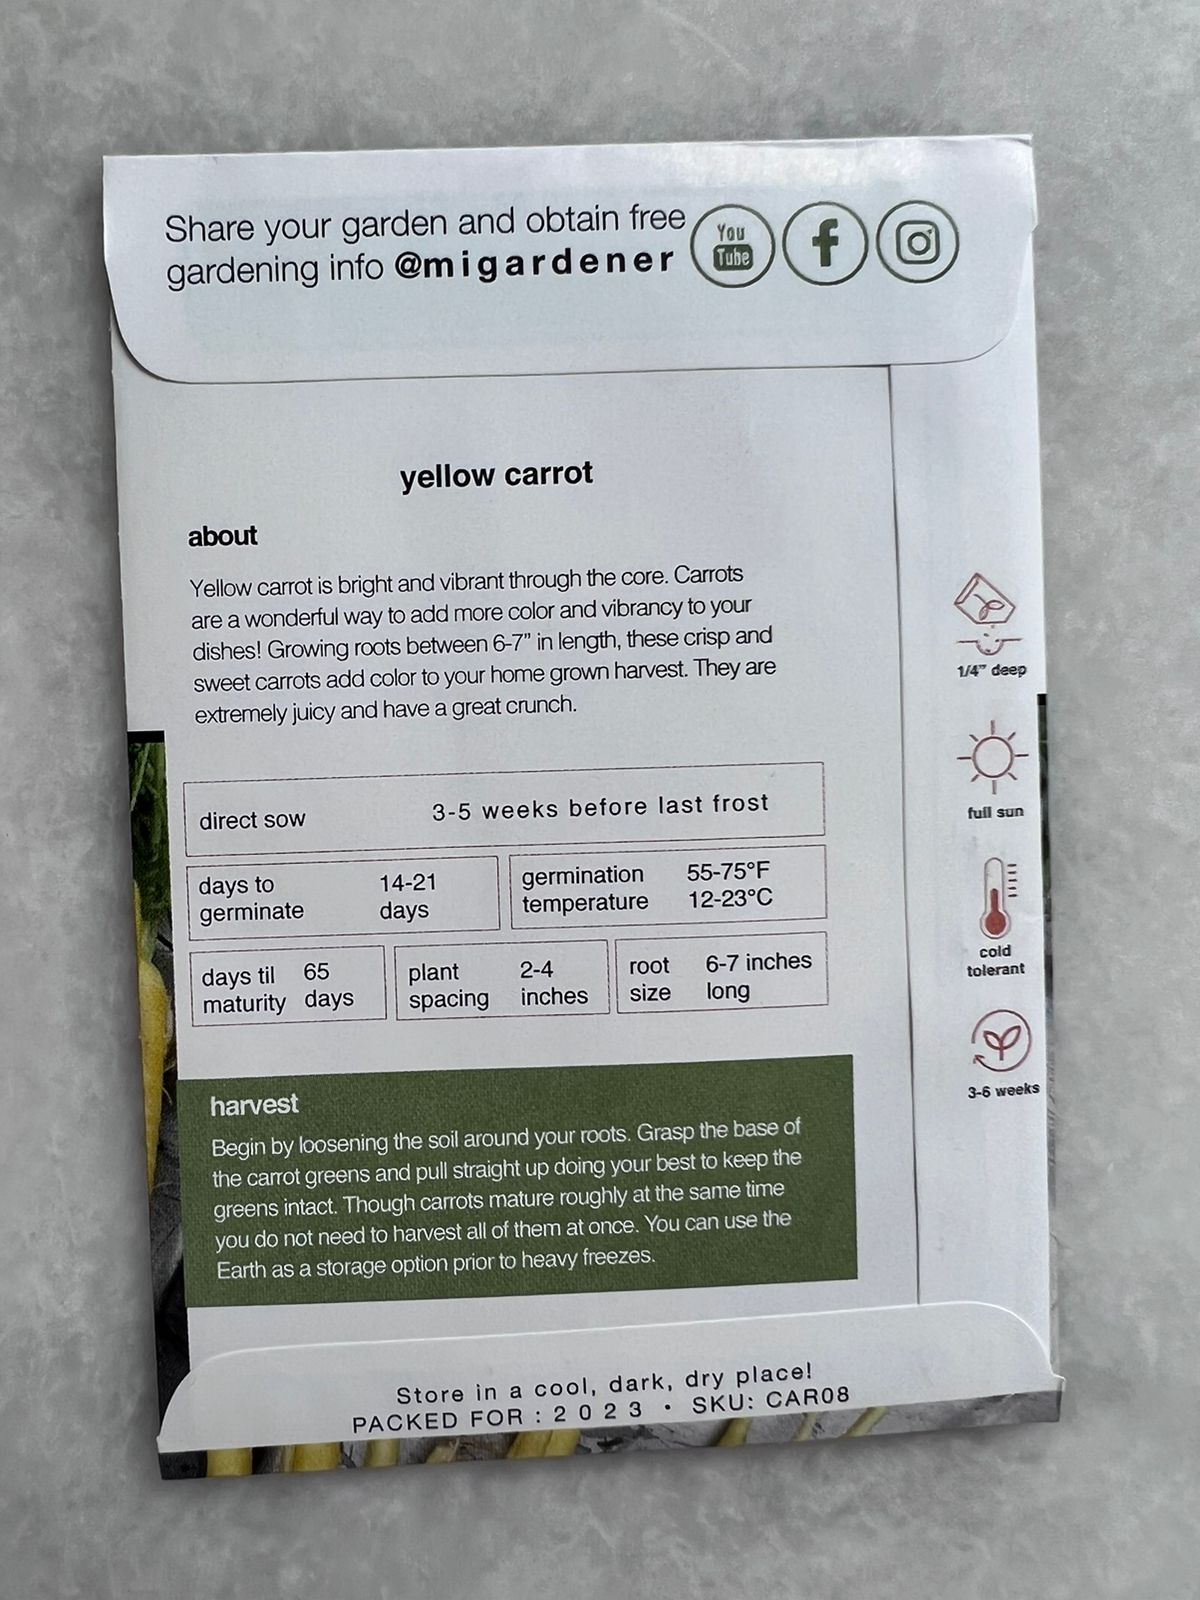 Share your garden and obtain free
gardening info @migardener
You
Tube
f
yellow carrot
about
Yellow carrot is bright and vibrant through the core. Carrots
are a wonderful way to add more color and vibrancy to your
dishes! Growing roots between 6-7” in length, these crisp and
sweet carrots add color to your home grown harvest. They are
extremely juicy and have a great crunch.
1/4” deep
full sun
cold
tolerant
3-6 weeks
direct sow 3-5 weeks before last frost
days to
germinate
14-21
days
germination
temperature
55-75°F
12-23°C
days til
maturity
65
days
plant
spacing
2-4
inches
root
size
6-7 inches
long
harvest
Begin by loosening the soil around your roots. Grasp the base of
the carrot greens and pull straight up doing your best to keep the
greens intact. Though carrots mature roughly at the same time
you do not need to harvest all of them at once. You can use the
Earth as a storage option prior to heavy freezes.
Store in a cool, dark, dry place!
PACKED FOR : 2 0 2 3 • SKU: CAR08